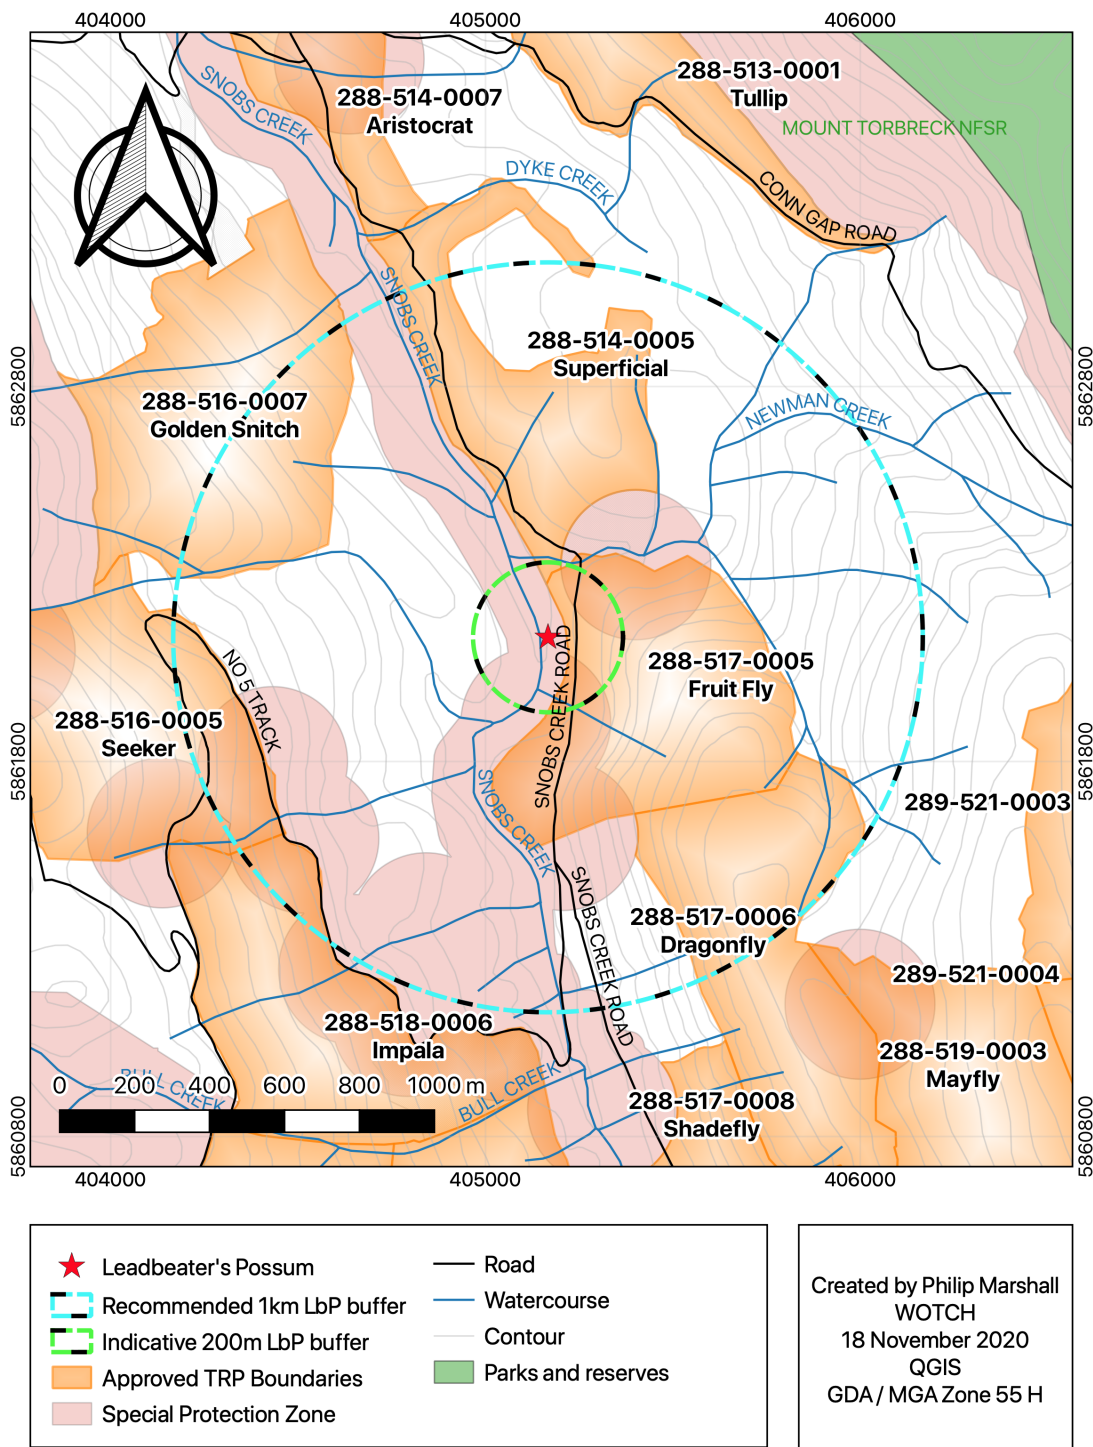 404000
405000
406000
SNOBS CREEK
288-514-0007
Aristocrat
288-513-0001
Tullip
MOUNT TORBRECK NFSR
DYKE CREEK
CONN GAP ROAD
SNOBS CREEK
288-514-0005
Superficial
5862800
5862800
288-516-0007
Golden Snitch
NEWMAN CREEK
NO 5 TRACK
SNOBS CREEK ROAD
288-517-0005
Fruit Fly
288-516-0005
Seeker
5861800
5861800
SNOBS CREEK
289-521-0003
SNOBS CREEK ROAD
288-517-0006
Dragonfly
289-521-0004
288-518-0006
Impala
288-519-0003
Mayfly
BULL CREEK
BULL CREEK
0 200 400 600 800 1000 m
288-517-0008
Shadefly
5860800
5860800
404000
405000
406000
Leadbeater's Possum
Recommended 1km LbP buffer
Indicative 200m LbP buffer
Approved TRP Boundaries
Special Protection Zone
Road
Watercourse
Contour
Parks and reserves
Created by Philip Marshall
WOTCH
18 November 2020
QGIS
GDA / MGA Zone 55 H